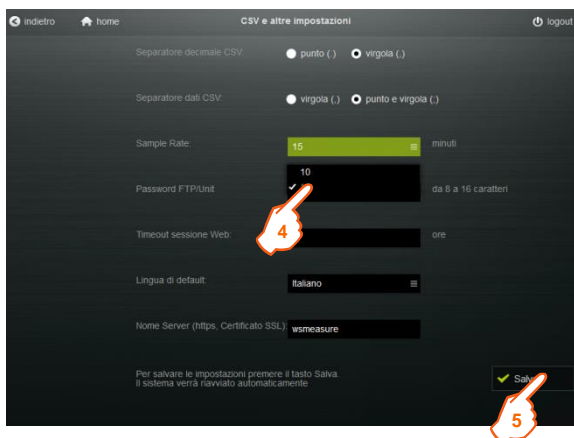 indietro home CSV e altre impostazioni logout
Separatore decimale CSV: punto (.) virgola (,)
Separatore dati CSV: virgola (,) punto e virgola (;)
Sample Rate: 15 minuti
10
Password FTP/Unit da 8 a 16 caratteri
4
Timeout sessione Web: ore
Lingua di default: Italiano
Nome Server (https, Certificato SSL): wsmeasure
Per salvare le impostazioni premere il tasto Salva.
Il sistema verrà riavviato automaticamente
5